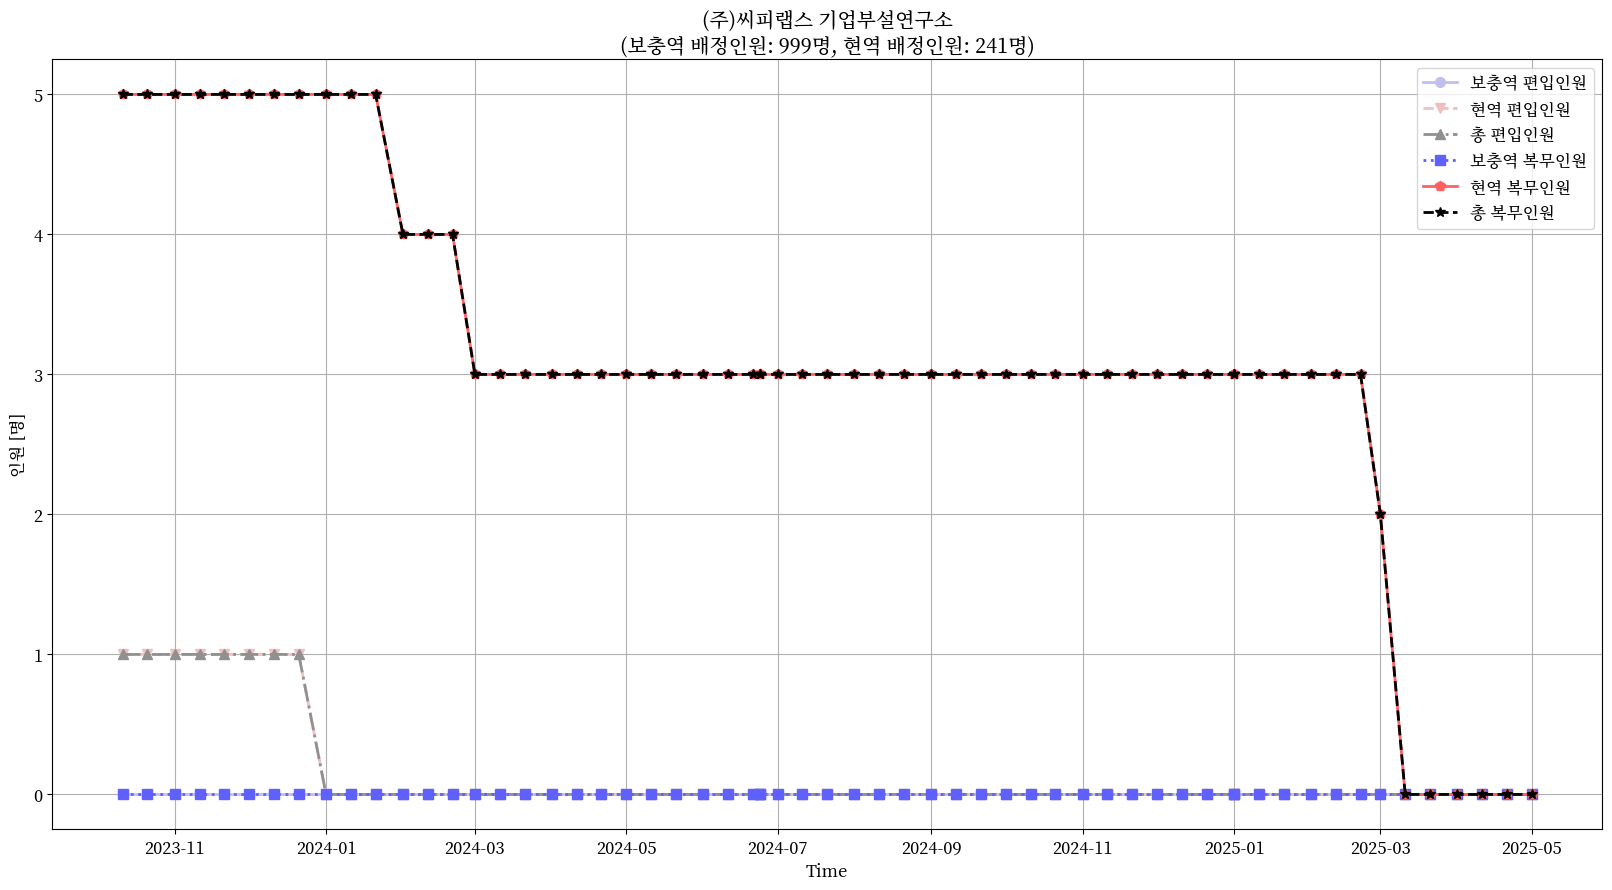 (주)씨피랩스 기업부설연구소
(보충역 배정인원: 999명, 현역 배정인원: 241명)
보충역 편입인원
현역 편입인원
총 편입인원
보충역 복무인원
현역 복무인원
총 복무인원
인원 [명]
5
4
3
2
1
0
2023-11
2024-01
2024-03
2024-05
2024-07
2024-09
2024-11
2025-01
2025-03
2025-05
Time